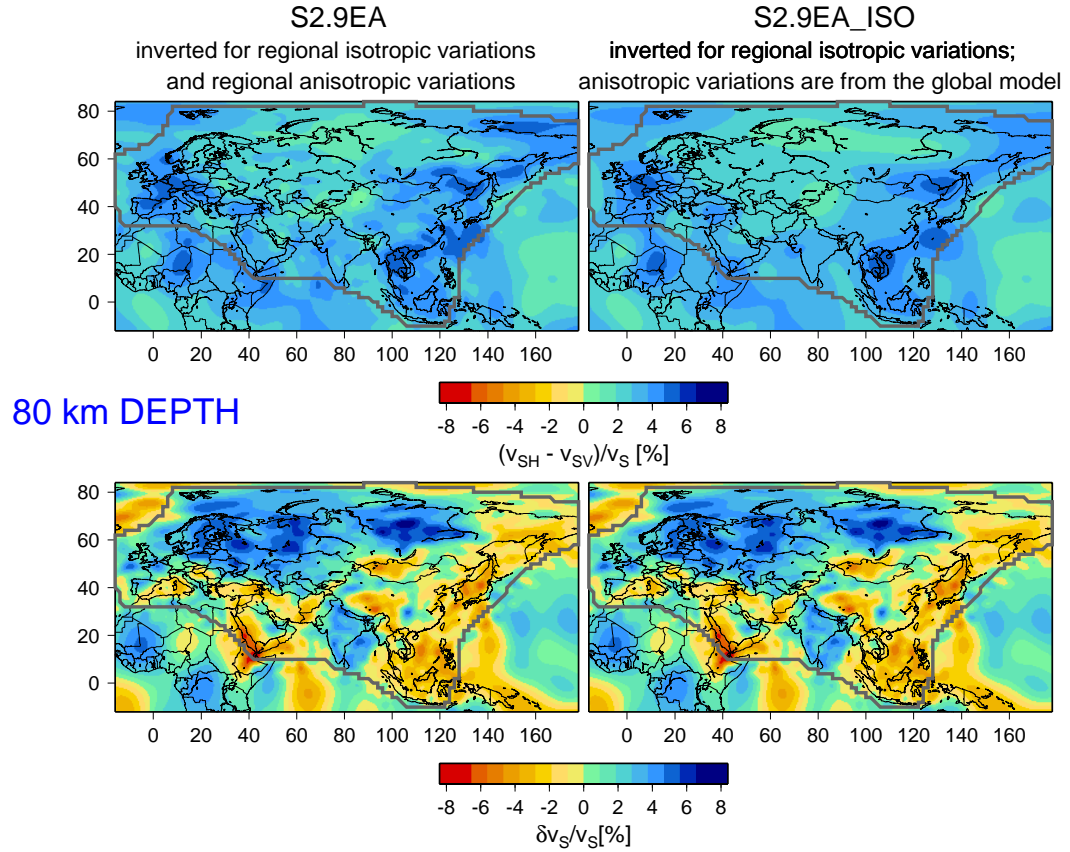 S2.9EA
S2.9EA_ISO
inverted for regional isotropic variations
and regional anisotropic variations
inverted for regional isotropic variations;
anisotropic variations are from the global model
80
60
40
20
0
0 20 40 60 80 100 120 140 160
0 20 40 60 80 100 120 140 160
80 km DEPTH
-8 -6 -4 -2 0 2 4 6 8
(vSH - vSV)/vS [%]
80
60
40
20
0
0 20 40 60 80 100 120 140 160
0 20 40 60 80 100 120 140 160
-8 -6 -4 -2 0 2 4 6 8
δvS/vS[%]